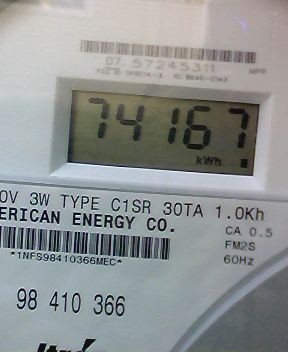 07 57245311
74167
kWh
0V 3W TYPE C1SR 30TA 1.0Kh
ERICAN ENERGY CO.
CA 0.5
*1NFS98410366MEC*
FM2S
60Hz
98 410 366